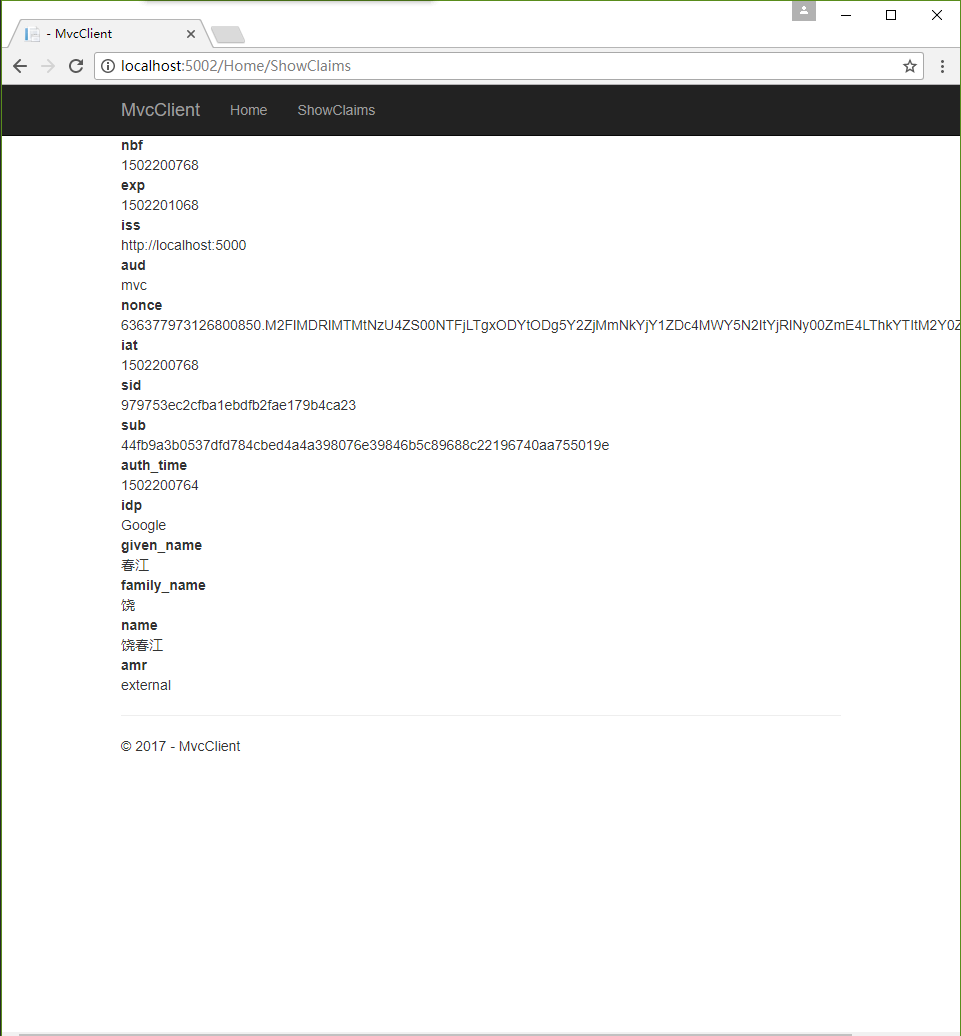 - MvcClient
localhost:5002/Home/ShowClaims
MvcClient Home ShowClaims
nbf
1502200768
exp
1502201068
iss
http://localhost:5000
aud
mvc
nonce
636377973126800850.M2FlMDRlMTMtNzU4ZS00NTFjLTgxODYtODg5Y2ZjMmNkYjY1ZDc4MWY5N2ItYjRlNy00ZmE4LThkYTItM2Y0Z
iat
1502200768
sid
979753ec2cfba1ebdfb2fae179b4ca23
sub
44fb9a3b0537dfd784cbed4a4a398076e39846b5c89688c22196740aa755019e
auth_time
1502200764
idp
Google
given_name
春江
family_name
饶
name
饶春江
amr
external
© 2017 - MvcClient